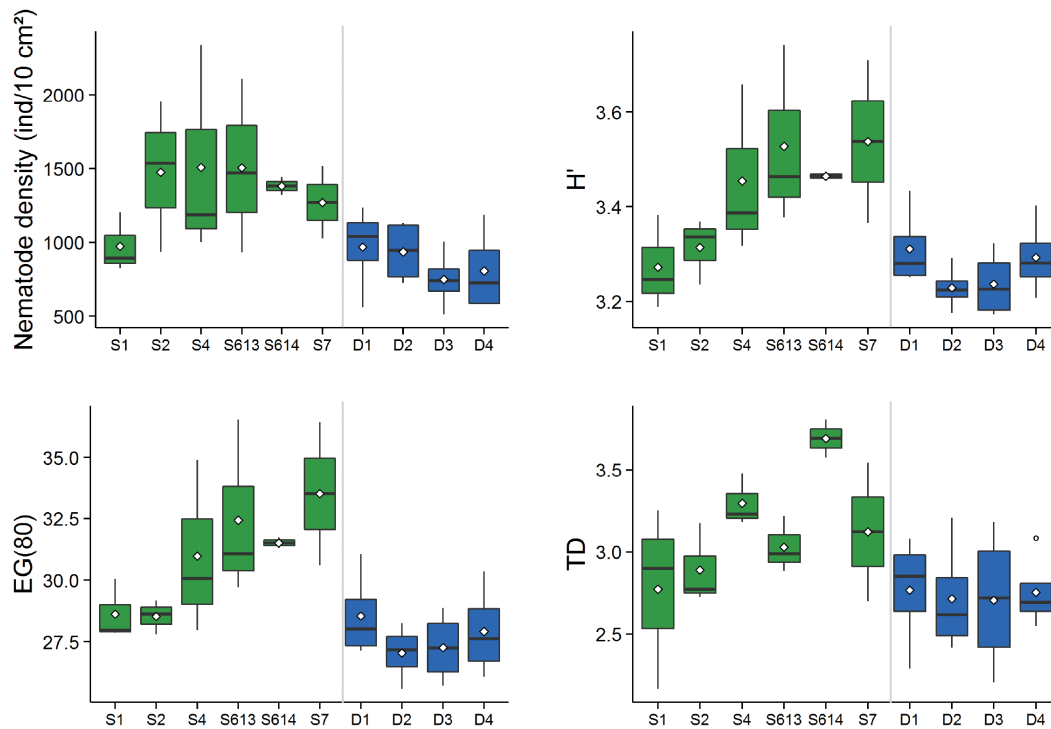 Nematode density (ind/10 cm²)
2000
1500
1000
500
S1 S2 S4 S613 S614 S7 D1 D2 D3 D4
H'
3.6
3.4
3.2
S1 S2 S4 S613 S614 S7 D1 D2 D3 D4
EG(80)
35.0
32.5
30.0
27.5
S1 S2 S4 S613 S614 S7 D1 D2 D3 D4
TD
3.5
3.0
2.5
S1 S2 S4 S613 S614 S7 D1 D2 D3 D4